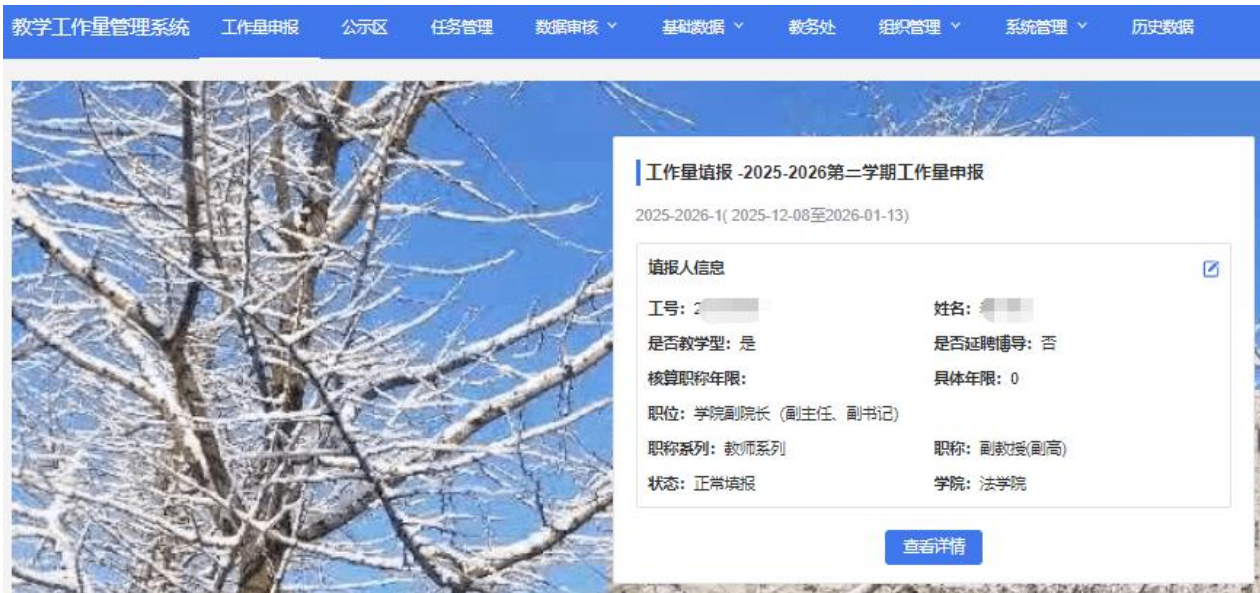 教学工作量管理系统 工作量申报 公示区 任务管理 数据审核 基础数据 教务处 组织管理 系统管理 历史数据
工作量填报 -2025-2026第二学期工作量申报
2025-2026-1( 2025-12-08至2026-01-13)
填报人信息
工号: 2 姓名:
是否教学型: 是 是否延聘博导: 否
核算职称年限: 具体年限: 0
职位: 学院副院长 (副主任、副书记)
职称系列: 教师系列 职称: 副教授(副高)
状态: 正常填报 学院: 法学院
查看详情